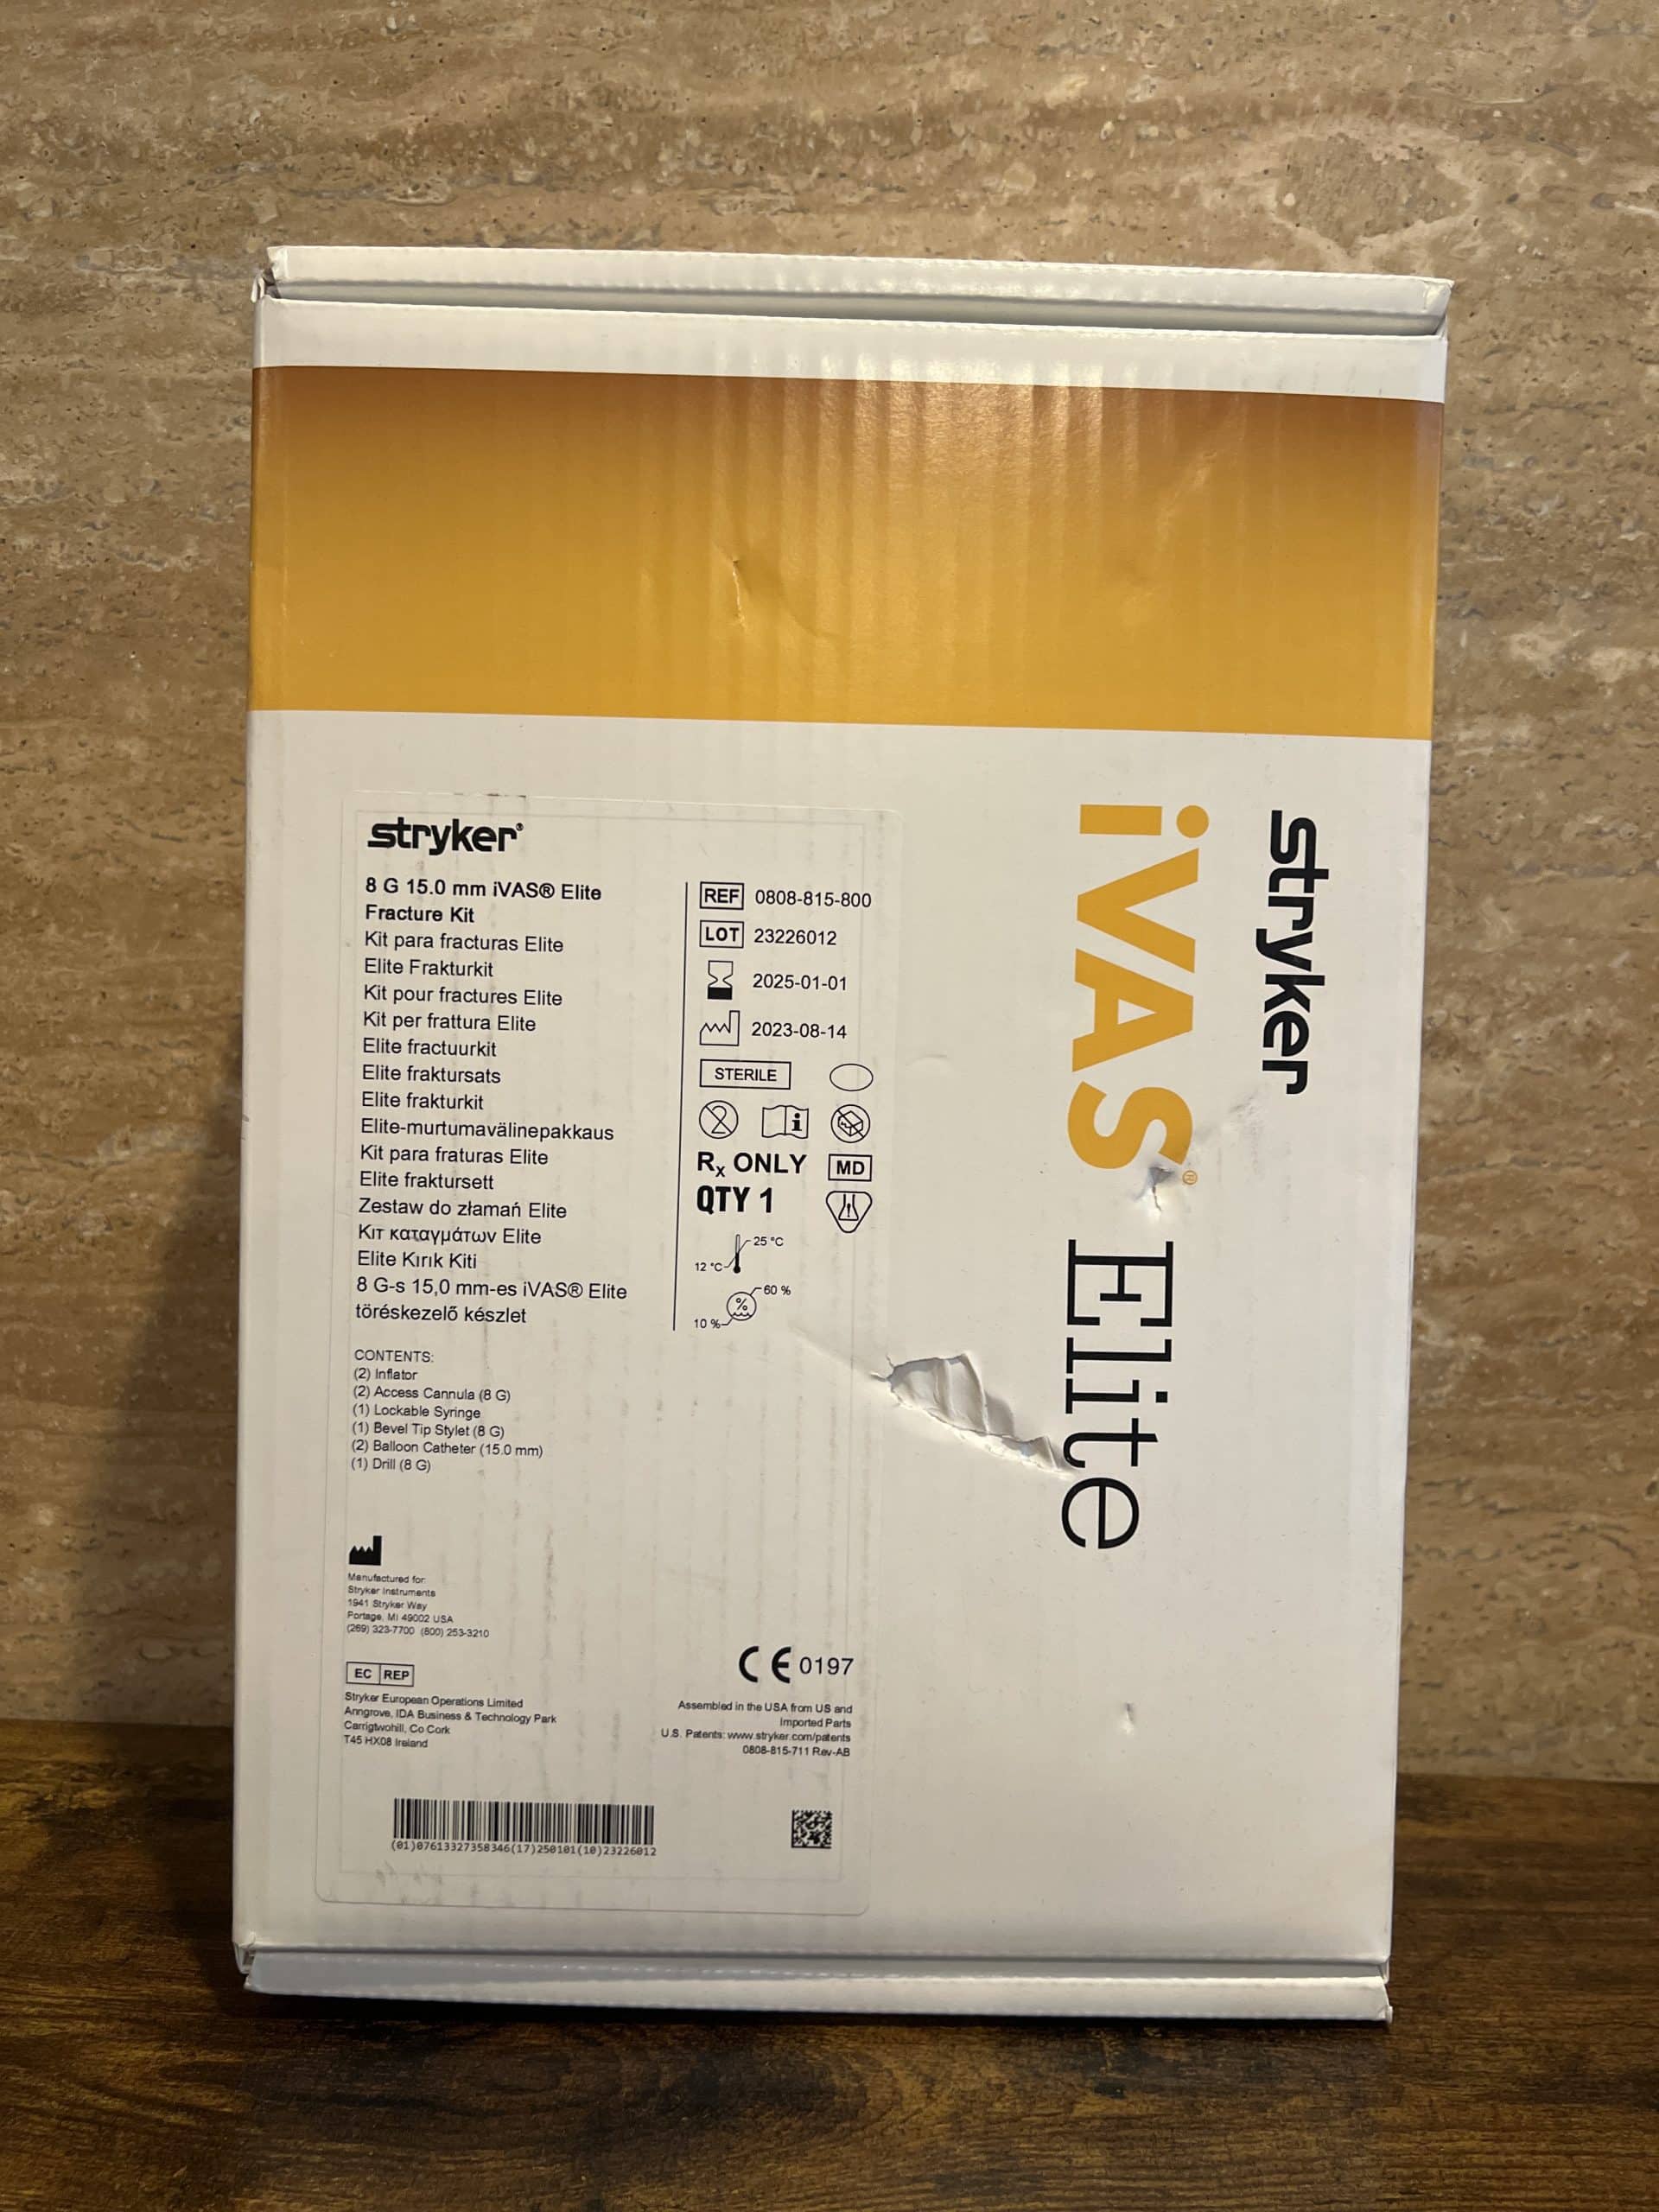 stryker®
8 G 15.0 mm iVAS® Elite
Fracture Kit
Kit para fracturas Elite
Elite Frakturkit
Kit pour fractures Elite
Kit per frattura Elite
Elite fractuurkit
Elite fraktursats
Elite frakturkit
Elite-murtumavälinepakkaus
Kit para fraturas Elite
Elite fraktursett
Zestaw do złamań Elite
Κιτ καταγμάτων Elite
Elite Kırık Kiti
8 G-s 15,0 mm-es iVAS® Elite
töréskezelő készlet
CONTENTS:
(2) Inflator
(2) Access Cannula (8 G)
(1) Lockable Syringe
(1) Bevel Tip Stylet (8 G)
(2) Balloon Catheter (15.0 mm)
(1) Drill (8 G)
REF 0808-815-800
LOT 23226012
2025-01-01
2023-08-14
STERILE
2
i
Rx ONLY MD
QTY 1
25 °C
12 °C
60 %
%
10 %
Manufactured for:
Stryker Instruments
1941 Stryker Way
Portage, MI 49002 USA
(269) 323-7700 (800) 253-3210
EC REP
Stryker European Operations Limited
Anngrove, IDA Business & Technology Park
Carrigtwohill, Co Cork
T45 HX08 Ireland
CE 0197
Assembled in the USA from US and
Imported Parts
U.S. Patents: www.stryker.com/patents
0808-815-711 Rev-AB
(01)07613327358346(17)250101(10)23226012
stryker
iVAS® Elite